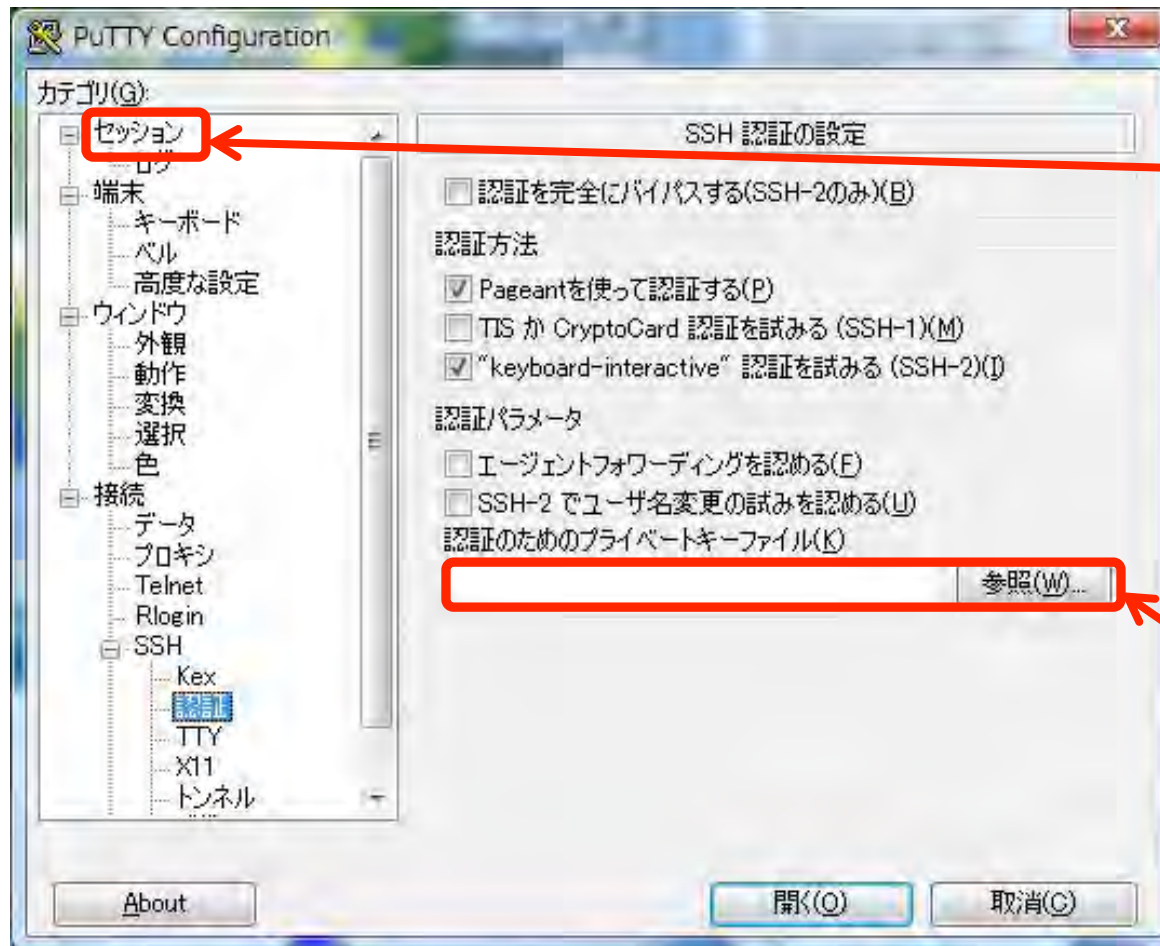 PuTTY Configuration
カテゴリ(G):
セッション
ログ
端末
キーボード
ベル
高度な設定
ウィンドウ
外観
動作
変換
選択
色
接続
データ
プロキシ
Telnet
Rlogin
SSH
Kex
認証
TTY
X11
トンネル
SSH 認証の設定
認証を完全にバイパスする(SSH-2のみ)(B)
認証方法
Pageantを使って認証する(P)
TIS か CryptoCard 認証を試みる (SSH-1)(M)
"keyboard-interactive" 認証を試みる (SSH-2)(I)
認証パラメータ
エージェントフォワーディングを認める(F)
SSH-2 でユーザ名変更の試みを認める(U)
認証のためのプライベートキーファイル(K)
参照(W)...
About
開く(O)
取消(C)